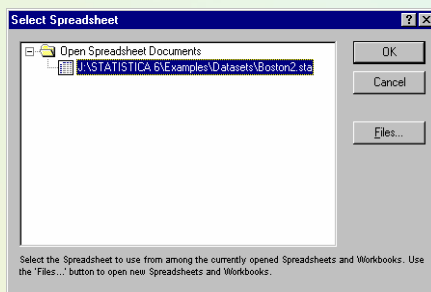 Select Spreadsheet
Open Spreadsheet Documents
J:\STATISTICA 6\Examples\Datasets\Boston2.sta
OK
Cancel
Files...
Select the Spreadsheet to use from among the currently opened Spreadsheets and Workbooks. Use
the 'Files...' button to open new Spreadsheets and Workbooks.